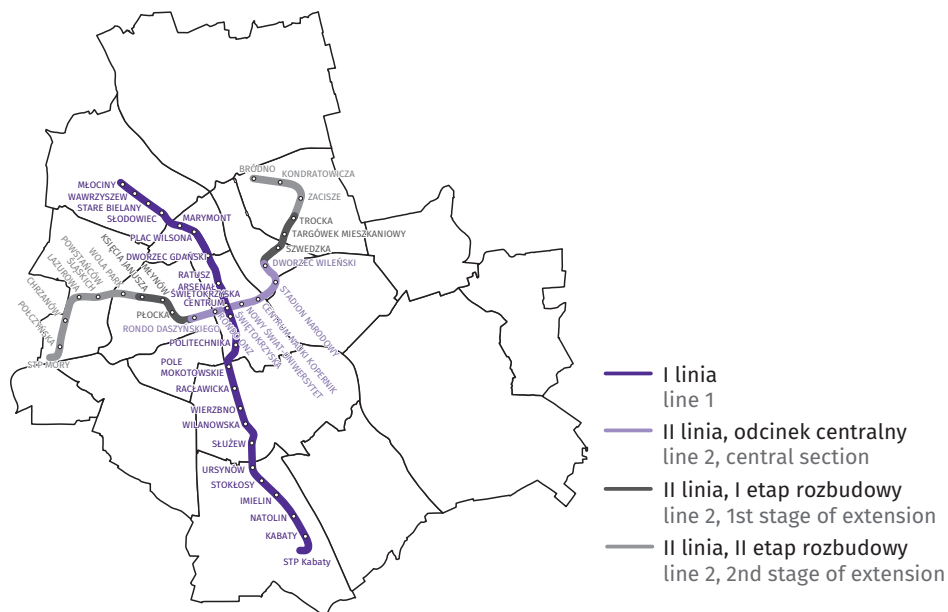 BRÓDNO
KONDRATOWICZA
ZACISZE
TROCKA
TARGÓWEK MIESZKANIOWY
SZWEDZKA
DWORZEC WILEŃSKI
STADION NARODOWY
CENTRUM NAUKI KOPERNIK
NOWY ŚWIAT-UNIWERSYTET
ŚWIĘTOKRZYSKA
RONDO ONZ
RONDO DASZYŃSKIEGO
PŁOCKA
MŁYNÓW
KSIĘCIA JANUSZA
WOLA PARK
POWSTAŃCÓW
ŚLĄSKICH
LAZUROWA
CHRZANÓW
POŁCZYŃSKA
STP MORY
MŁOCINY
WAWRZYSZEW
STARE BIELANY
SŁODOWIEC
MARYMONT
PLAC WILSONA
DWORZEC GDAŃSKI
RATUSZ
ARSENAŁ
ŚWIĘTOKRZYSKA
CENTRUM
POLITECHNIKA
POLE
MOKOTOWSKIE
RACŁAWICKA
WIERZBNO
WILANOWSKA
SŁUŻEW
URSYNÓW
STOKŁOSY
IMIELIN
NATOLIN
KABATY
STP Kabaty
I linia
line 1
II linia, odcinek centralny
line 2, central section
II linia, I etap rozbudowy
line 2, 1st stage of extension
II linia, II etap rozbudowy
line 2, 2nd stage of extension